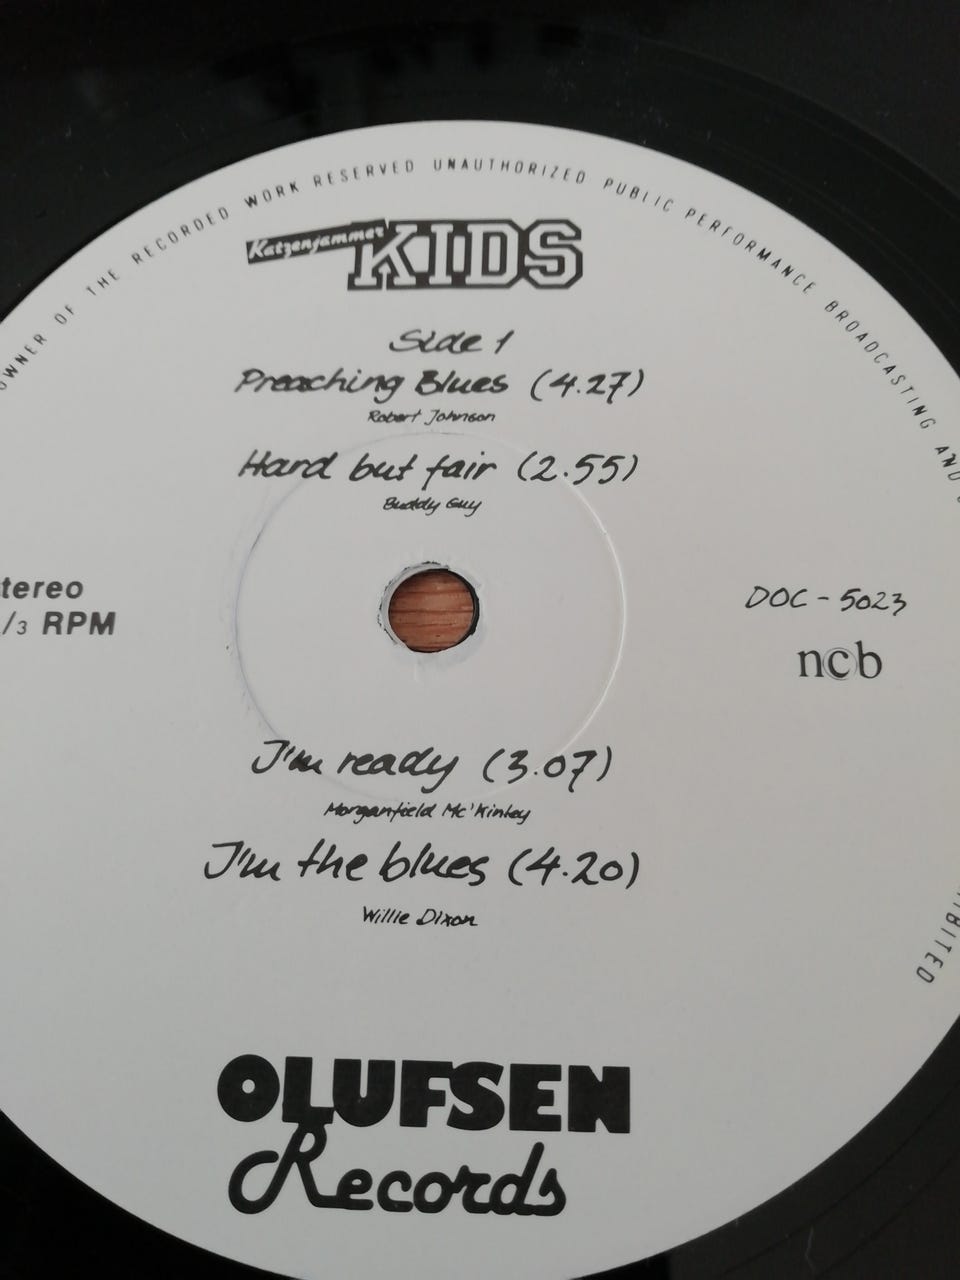 OWNER OF THE RECORDED WORK RESERVED UNAUTHORIZED PUBLIC PERFORMANCE BROADCASTING AND
Katzenjammer KIDS
Side 1
Preaching Blues (4.27)
Robert Johnson
Hard but fair (2.55)
Buddy Guy
tereo
/3 RPM
DOC - 5023
ncb
I'm ready (3.07)
Morganfield Mc'Kinley
I'm the blues (4.20)
Willie Dixon
IBITED
OLUFSEN
Records